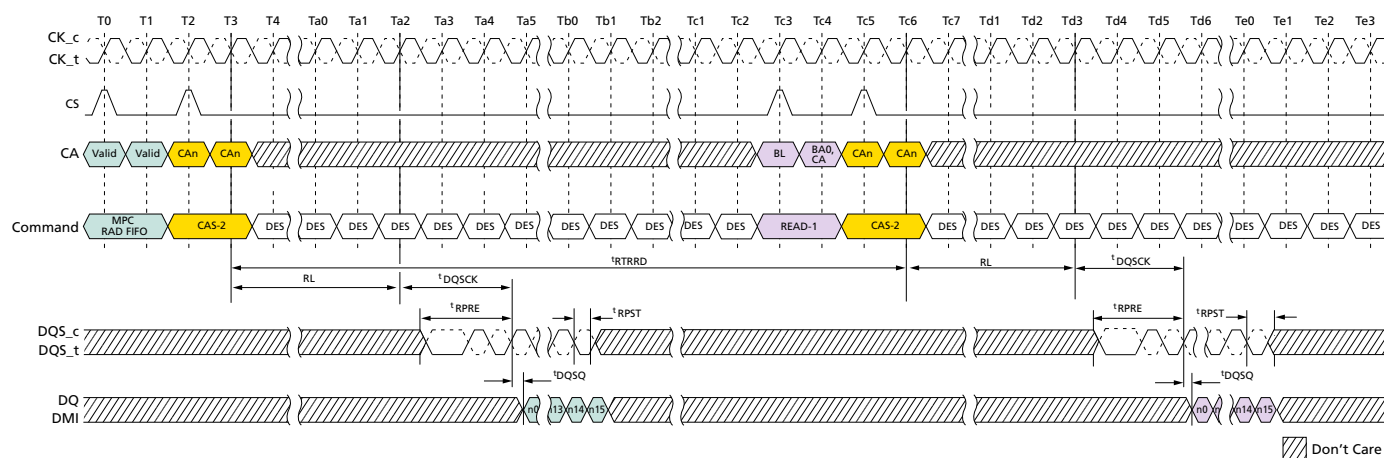 T0 T1 T2 T3 T4 Ta0 Ta1 Ta2 Ta3 Ta4 Ta5 Tb0 Tb1 Tb2 Tc1 Tc2 Tc3 Tc4 Tc5 Tc6 Tc7 Td1 Td2 Td3 Td4 Td5 Td6 Te0 Te1 Te2 Te3
CK_c
CK_t
CS
CA Valid Valid CAn CAn BL BA0, CA CAn CAn
Command MPC RAD FIFO CAS-2 DES DES DES DES DES DES DES DES DES DES DES DES READ-1 CAS-2 DES DES DES DES DES DES DES DES DES DES DES
tRTRRD
RL tDQSCK RL tDQSCK
tRPRE tRPST tRPRE tRPST
DQS_c
DQS_t
tDQSQ tDQSQ
DQ
DMI
n0 n13 n14 n15 n0 n14 n15
Don't Care